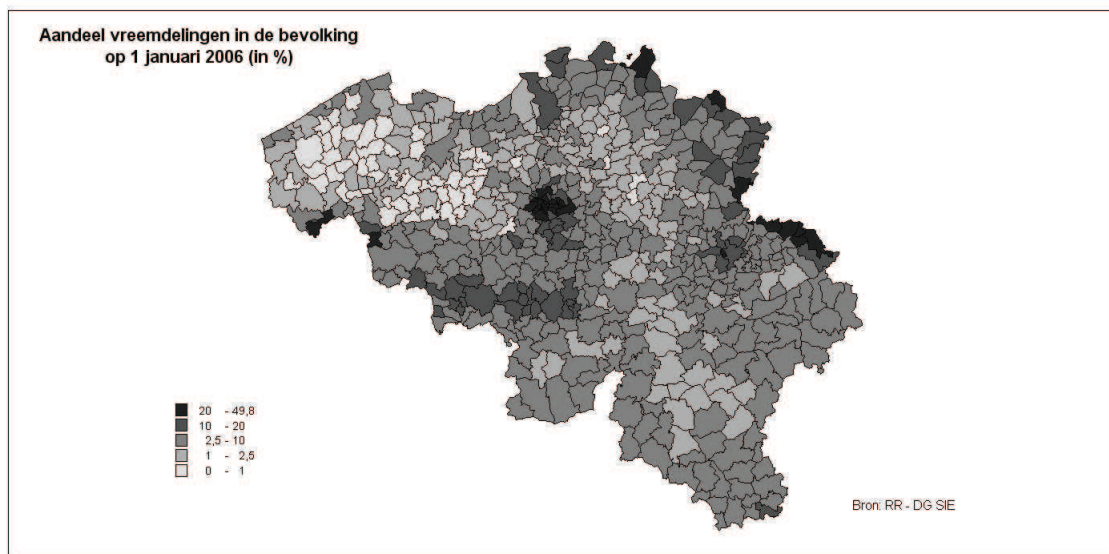 Aandeel vreemdelingen in de bevolking
op 1 januari 2006 (in %)
20 - 49,8
10 - 20
2,5 - 10
1 - 2,5
0 - 1
Bron: RR - DG SIE